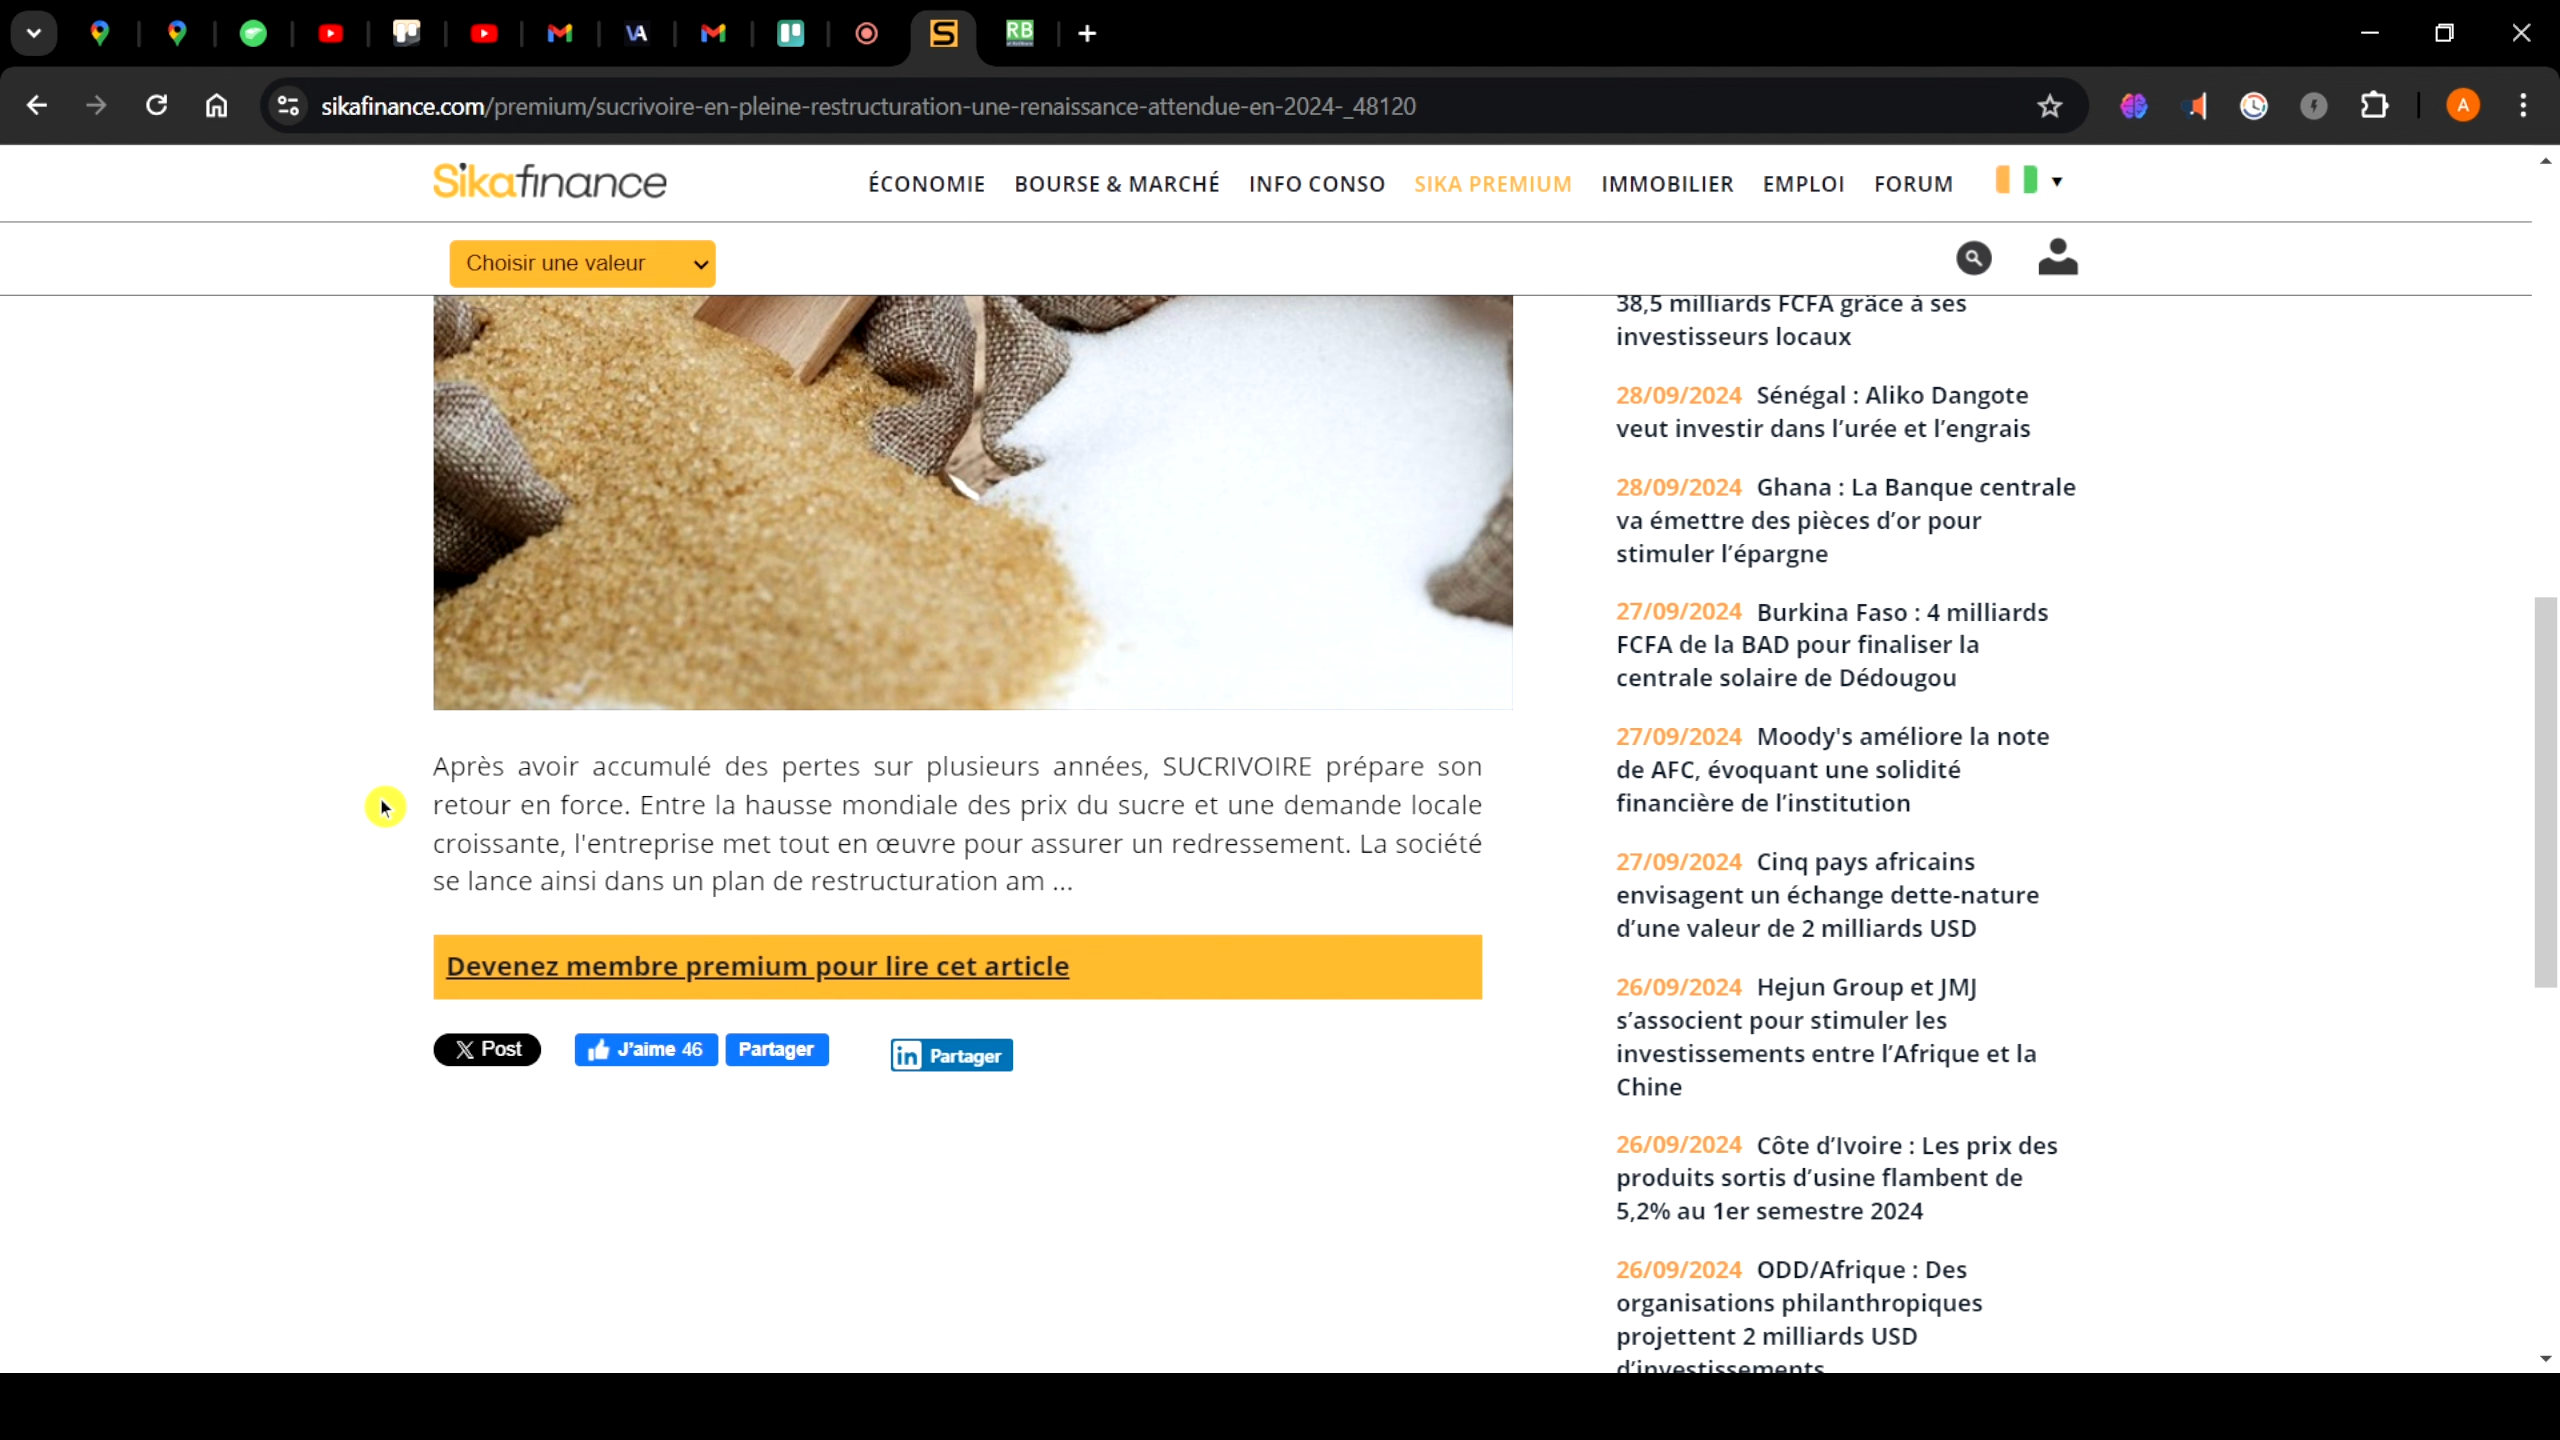 sikafinance.com/premium/sucrivoire-en-pleine-restructuration-une-renaissance-attendue-en-2024-_48120
A
Sikafinance
ÉCONOMIE BOURSE & MARCHÉ INFO CONSO SIKA PREMIUM IMMOBILIER EMPLOI FORUM
Choisir une valeur
Après avoir accumulé des pertes sur plusieurs années, SUCRIVOIRE prépare son
retour en force. Entre la hausse mondiale des prix du sucre et une demande locale
croissante, l'entreprise met tout en œuvre pour assurer un redressement. La société
se lance ainsi dans un plan de restructuration am ...
Devenez membre premium pour lire cet article
X Post
J'aime 46
Partager
in Partager
38,5 milliards FCFA grâce à ses
investisseurs locaux
28/09/2024 Sénégal : Aliko Dangote
veut investir dans l’urée et l’engrais
28/09/2024 Ghana : La Banque centrale
va émettre des pièces d’or pour
stimuler l’épargne
27/09/2024 Burkina Faso : 4 milliards
FCFA de la BAD pour finaliser la
centrale solaire de Dédougou
27/09/2024 Moody's améliore la note
de AFC, évoquant une solidité
financière de l’institution
27/09/2024 Cinq pays africains
envisagent un échange dette-nature
d’une valeur de 2 milliards USD
26/09/2024 Hejun Group et JMJ
s’associent pour stimuler les
investissements entre l’Afrique et la
Chine
26/09/2024 Côte d’Ivoire : Les prix des
produits sortis d’usine flambent de
5,2% au 1er semestre 2024
26/09/2024 ODD/Afrique : Des
organisations philanthropiques
projettent 2 milliards USD
d’investissements